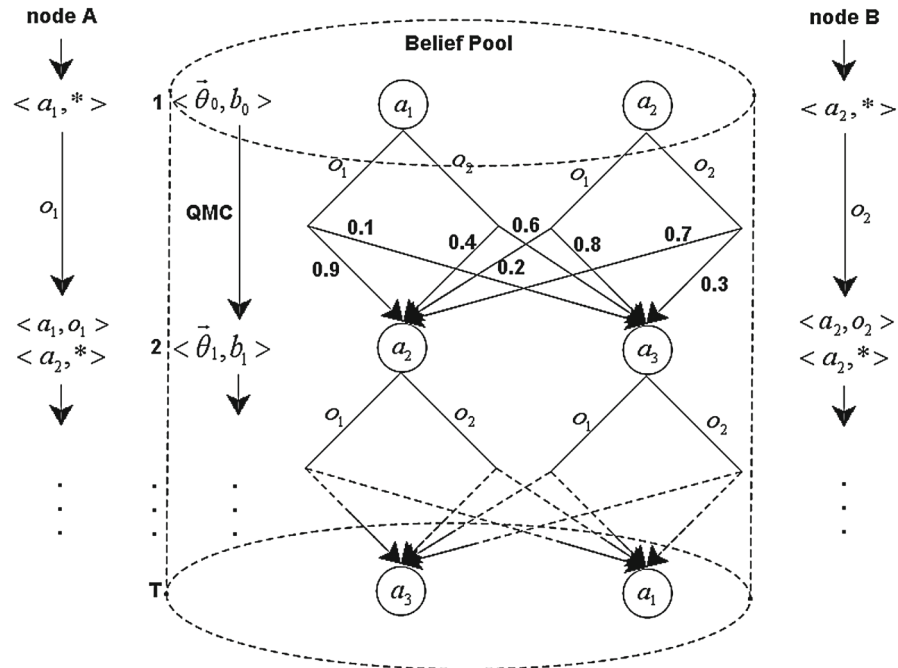 node A
node B
Belief Pool
< a₁, * >
1
< θ⃗₀, b₀ >
a₁
a₂
< a₂, * >
o₁
o₂
o₁
o₂
o₁
QMC
o₂
0.1
0.4
0.6
0.8
0.7
0.9
0.2
0.3
< a₁, o₁ >
< a₂, * >
2
< θ⃗₁, b₁ >
a₂
a₃
< a₂, o₂ >
< a₂, * >
o₁
o₂
o₁
o₂
T
a₃
a₁